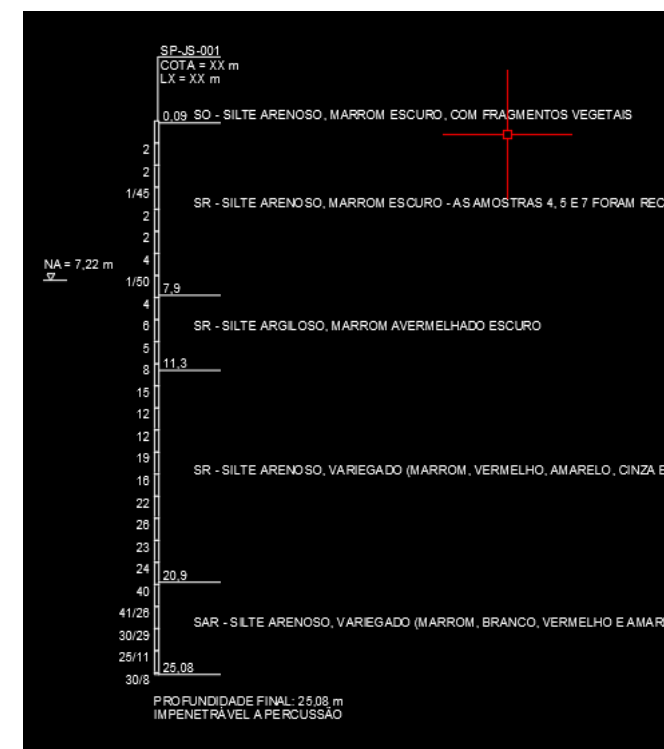 SP-JS-001
COTA = XX m
LX = XX m
0,09 SO - SILTE ARENOSO, MARROM ESCURO, COM FRAGMENTOS VEGETAIS
2
2
1/45
SR - SILTE ARENOSO, MARROM ESCURO - AS AMOSTRAS 4, 5 E 7 FORAM REC
2
2
4
NA = 7,22 m
1/50
7,9
4
6 SR - SILTE ARGILOSO, MARROM AVERMELHADO ESCURO
5
11,3
8
15
12
12
19
SR - SILTE ARENOSO, VARIEGADO (MARROM, VERMELHO, AMARELO, CINZA E
16
22
26
23
24
20,9
40
41/26
SAR - SILTE ARENOSO, VARIEGADO (MARROM, BRANCO, VERMELHO E AMAR
30/29
25/11
25,08
30/8
PROFUNDIDADE FINAL: 25,08 m
IMPENETRÁVEL A PERCUSSÃO